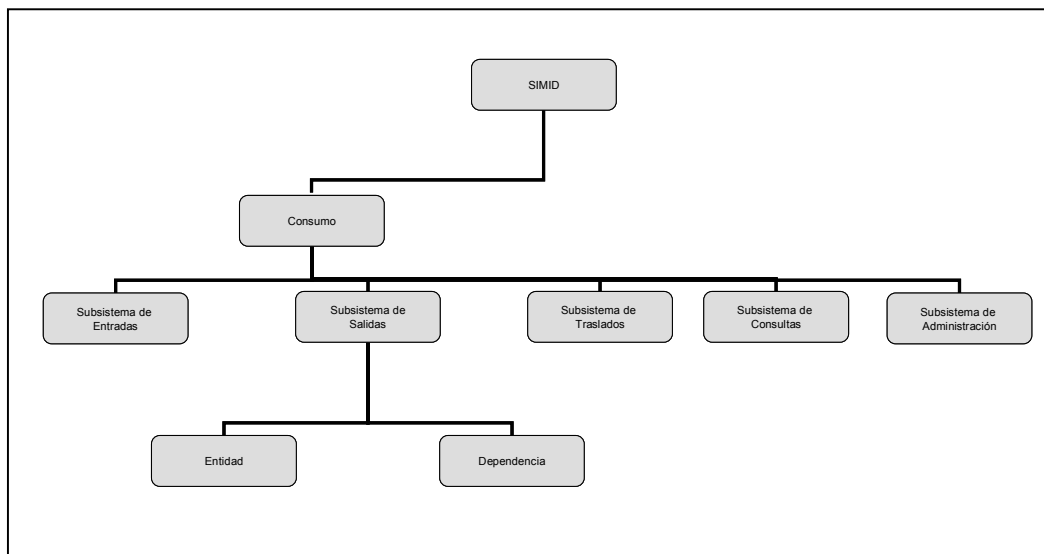 SIMID
Consumo
Subsistema de
Entradas
Subsistema de
Salidas
Subsistema de
Traslados
Subsistema de
Consultas
Subsistema de
Administración
Entidad
Dependencia